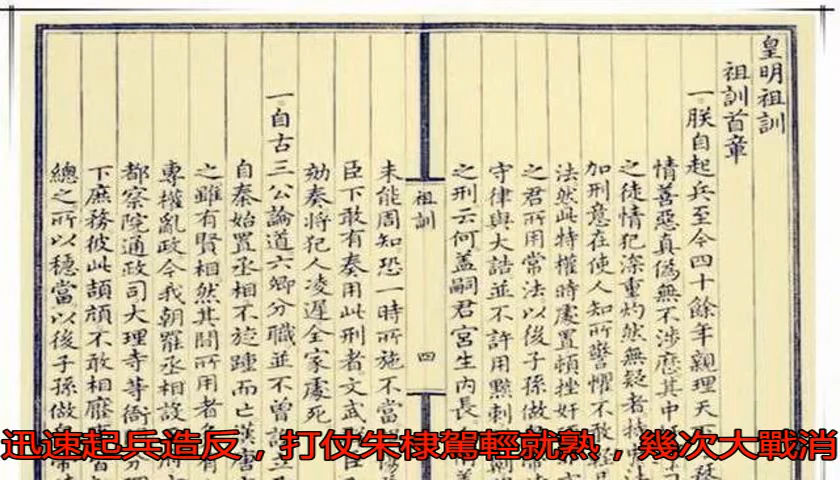 皇明祖訓
祖訓首章
一。朕自起兵至今四十餘年親理天
情善惡真偽無不涉歷其中
之徒情犯深重灼然無疑者特
加刑意在使人知所警懼不敢輕
法然此特權時處置頓挫奸
之君所用常法以後子孫做
守律與大誥並不許用黥刺
之刑云何蓋嗣君宮生內長
祖訓
四
未能周知恐一時所施不當
臣下敢有奏用此刑者文武
劾奏將犯人凌遲全家處死
一。自古三公論道六卿分職並不曾設立
自秦始置丞相不旋踵而亡漢唐
之雖有賢相然其間所用者多有
專權亂政今我朝罷丞相設
都察院通政司大理寺等衙
下庶務彼此頡頏不敢相壓
總之所以穩當以後子孫做
迅速起兵造反，打仗朱棣駕輕就熟，幾次大戰消